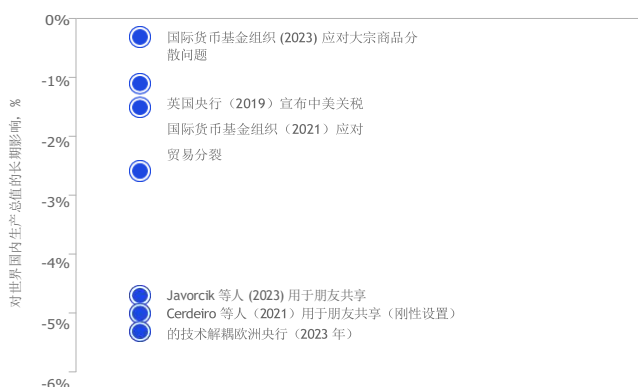 0%
国际货币基金组织 (2023) 应对大宗商品分
散问题
-1%
英国央行（2019）宣布中美关税
国际货币基金组织（2021）应对
-2%
贸易分裂
-3%
-4%
Javorcik 等人 (2023) 用于朋友共享
Cerdeiro 等人（2021）用于朋友共享（刚性设置）
-5%
的技术解耦欧洲央行（2023 年）
-6%
对世界国内生产总值的长期影响，%